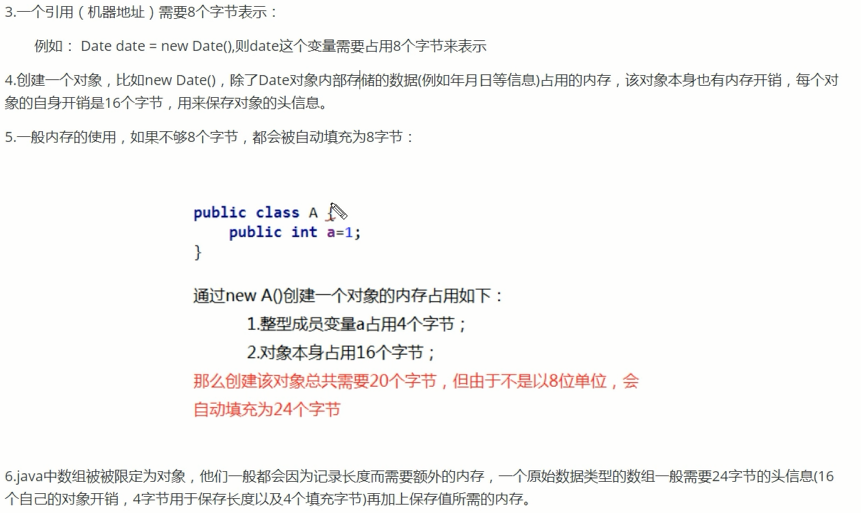 3.一个引用（机器地址）需要8个字节表示：
例如： Date date = new Date(),则date这个变量需要占用8个字节来表示
4.创建一个对象，比如new Date()，除了Date对象内部存储的数据(例如年月日等信息)占用的内存，该对象本身也有内存开销，每个对
象的自身开销是16个字节，用来保存对象的头信息。
5.一般内存的使用，如果不够8个字节，都会被自动填充为8字节：
public class A {
public int a=1;
}
通过new A()创建一个对象的内存占用如下：
1.整型成员变量a占用4个字节；
2.对象本身占用16个字节；
那么创建该对象总共需要20个字节，但由于不是以8位单位，会
自动填充为24个字节
6.java中数组被被限定为对象，他们一般都会因为记录长度而需要额外的内存，一个原始数据类型的数组一般需要24字节的头信息(16
个自己的对象开销，4字节用于保存长度以及4个填充字节)再加上保存值所需的内存。